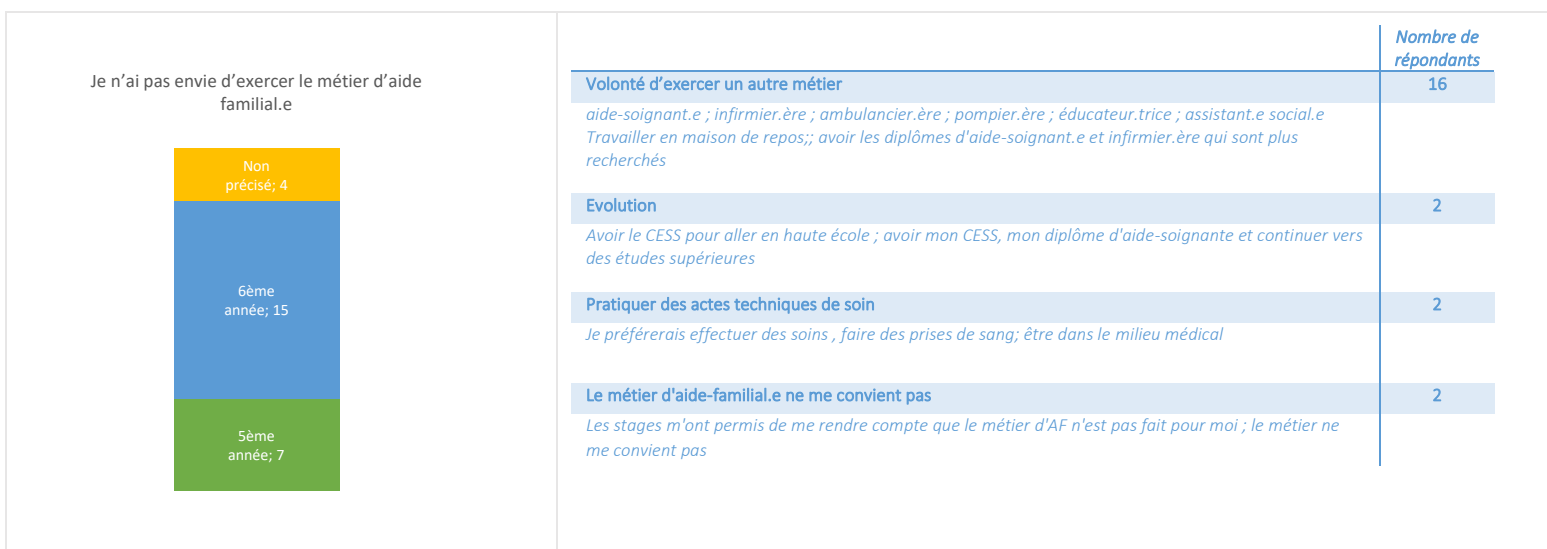 Je n’ai pas envie d’exercer le métier d’aide
familial.e
Non
précisé; 4
6ème
année; 15
5ème
année; 7
Nombre de
répondants
Volonté d’exercer un autre métier 16
aide-soignant.e ; infirmier.ère ; ambulancier.ère ; pompier.ère ; éducateur.trice ; assistant.e social.e
Travailler en maison de repos;; avoir les diplômes d'aide-soignant.e et infirmier.ère qui sont plus
recherchés
Evolution 2
Avoir le CESS pour aller en haute école ; avoir mon CESS, mon diplôme d'aide-soignante et continuer vers
des études supérieures
Pratiquer des actes techniques de soin 2
Je préférerais effectuer des soins , faire des prises de sang; être dans le milieu médical
Le métier d'aide-familial.e ne me convient pas 2
Les stages m'ont permis de me rendre compte que le métier d'AF n'est pas fait pour moi ; le métier ne
me convient pas